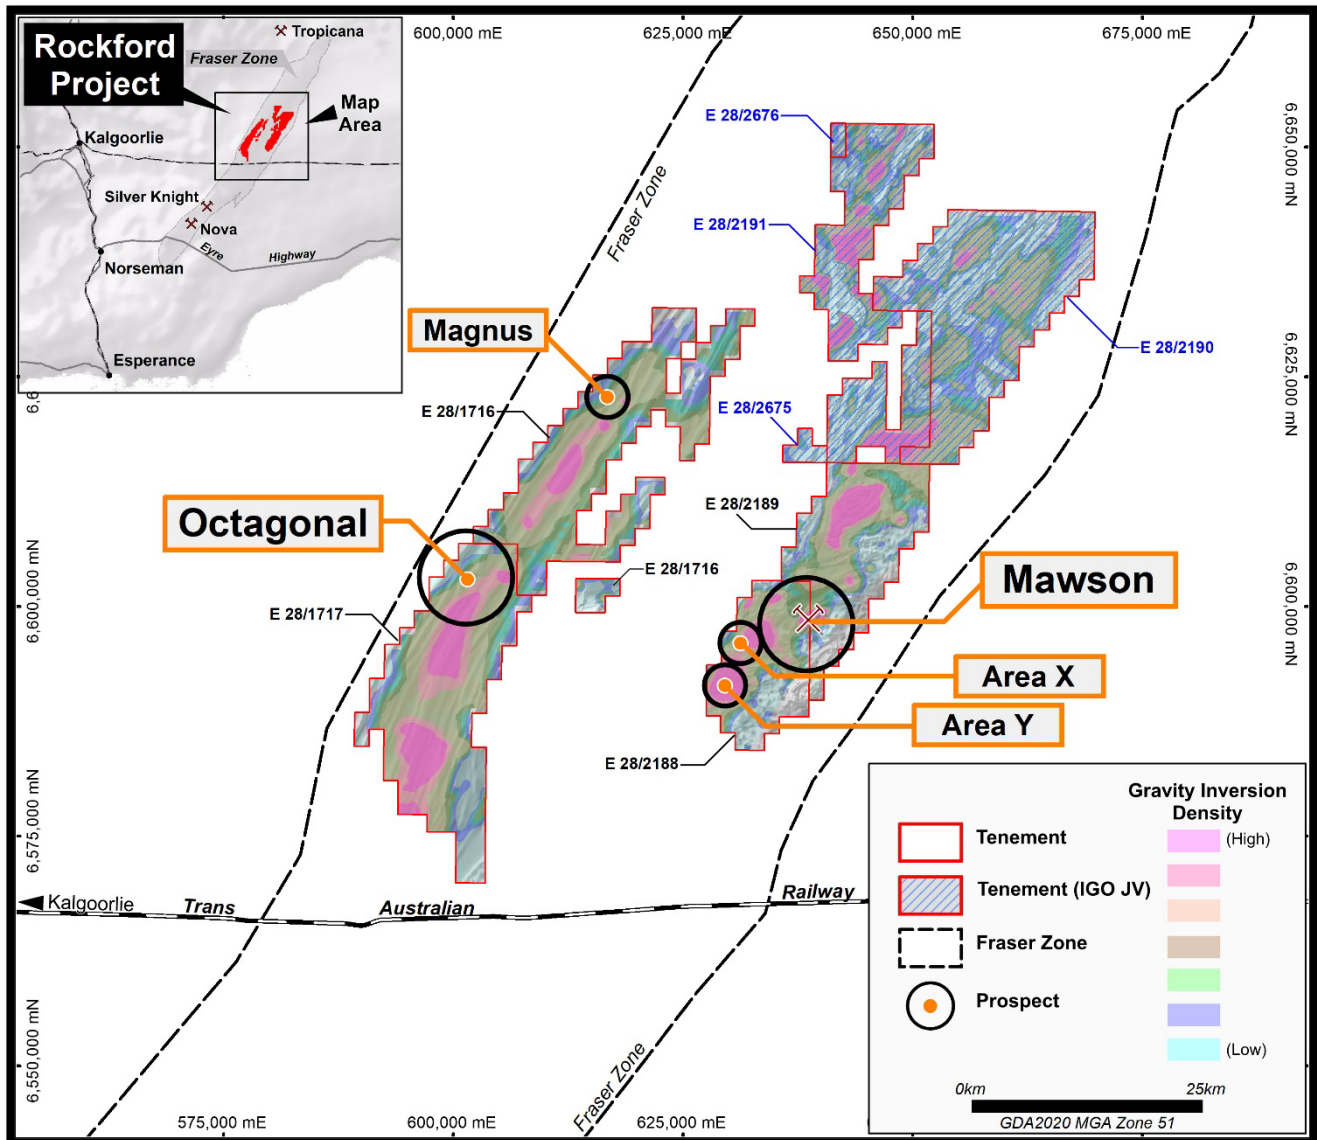 600,000 mE
625,000 mE
650,000 mE
675,000 mE
Rockford
Project
Tropicana
Fraser Zone
Map
Area
Kalgoorlie
Silver Knight
Nova
Norseman
Eyre
Highway
Esperance
Fraser Zone
E 28/2676
6,650,000 mN
E 28/2191
Magnus
E 28/2190
6,625,000 mN
6,6
E 28/1716
E 28/2675
Octagonal
E 28/2189
6,600,000 mN
E 28/1716
Mawson
6,600,000 mN
E 28/1717
Area X
Area Y
E 28/2188
6,575,000 mN
Kalgoorlie
Trans
Australian
Railway
Gravity Inversion
Density
Tenement
(High)
Tenement (IGO JV)
Fraser Zone
Prospect
(Low)
6,550,000 mN
Fraser Zone
0km
25km
GDA2020 MGA Zone 51
575,000 mE
600,000 mE
625,000 mE